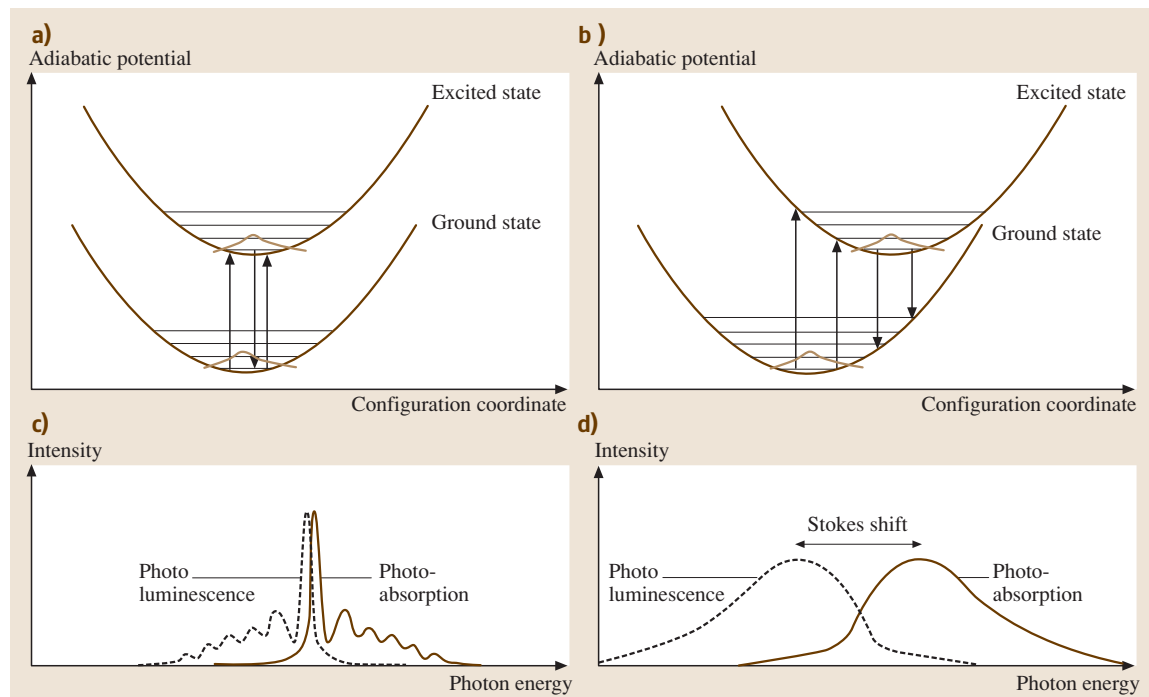 a)
Adiabatic potential
Excited state
Ground state
Configuration coordinate
b )
Adiabatic potential
Excited state
Ground state
Configuration coordinate
c)
Intensity
Photo
luminescence
Photo-
absorption
Photon energy
d)
Intensity
Stokes shift
Photo
luminescence
Photo-
absorption
Photon energy